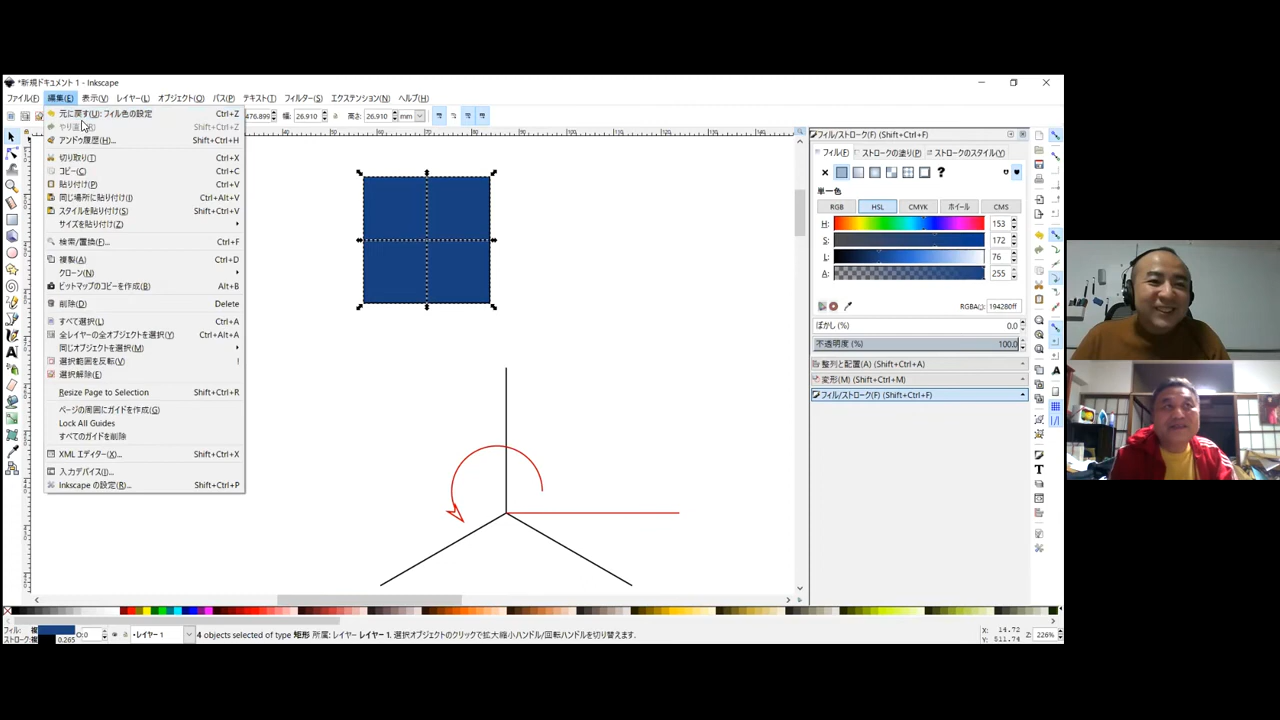 *新規ドキュメント 1 - Inkscape
ファイル(F) 編集(E) 表示(V) レイヤー(L) オブジェクト(O) パス(P) テキスト(T) フィルター(S) エクステンション(N) ヘルプ(H)
476.899 幅: 26.910 高さ: 26.910 mm
元に戻す(U): フィル色の設定 Ctrl+Z
Shift+Ctrl+Z
アンドゥ履歴(H)... Shift+Ctrl+H
切り取り(T) Ctrl+X
コピー(C) Ctrl+C
貼り付け(P) Ctrl+V
同じ場所に貼り付け(I) Ctrl+Alt+V
スタイルを貼り付け(S) Shift+Ctrl+V
サイズを貼り付け(Z)
検索/置換(F)... Ctrl+F
複製(A) Ctrl+D
クローン(N)
ビットマップのコピーを作成(B) Alt+B
削除(D) Delete
すべて選択(L) Ctrl+A
全レイヤーの全オブジェクトを選択(Y) Ctrl+Alt+A
同じオブジェクトを選択(M)
選択範囲を反転(V) !
選択解除(E)
Resize Page to Selection Shift+Ctrl+R
ページの周囲にガイドを作成(G)
Lock All Guides
すべてのガイドを削除
XML エディター(X)... Shift+Ctrl+X
入力デバイス(I)...
Inkscape の設定(R)... Shift+Ctrl+P
フィル/ストローク(F) (Shift+Ctrl+F)
フィル(F) ストロークの塗り(P) ストロークのスタイル(Y)
?
単一色
RGB HSL CMYK ホイール CMS
H: 153
S: 172
L: 76
A: 255
RGBA(): 194280ff
ぼかし (%) 0.0
不透明度 (%) 100.0
整列と配置(A) (Shift+Ctrl+A)
変形(M) (Shift+Ctrl+M)
フィル/ストローク(F) (Shift+Ctrl+F)
フィル: 複
ストローク: 複 0.265
O: 0
レイヤー 1
4 objects selected of type 矩形 所属: レイヤー レイヤー 1. 選択オブジェクトのクリックで拡大縮小ハンドル/回転ハンドルを切り替えます.
X: 14.72
Y: 511.74
Z: 226%